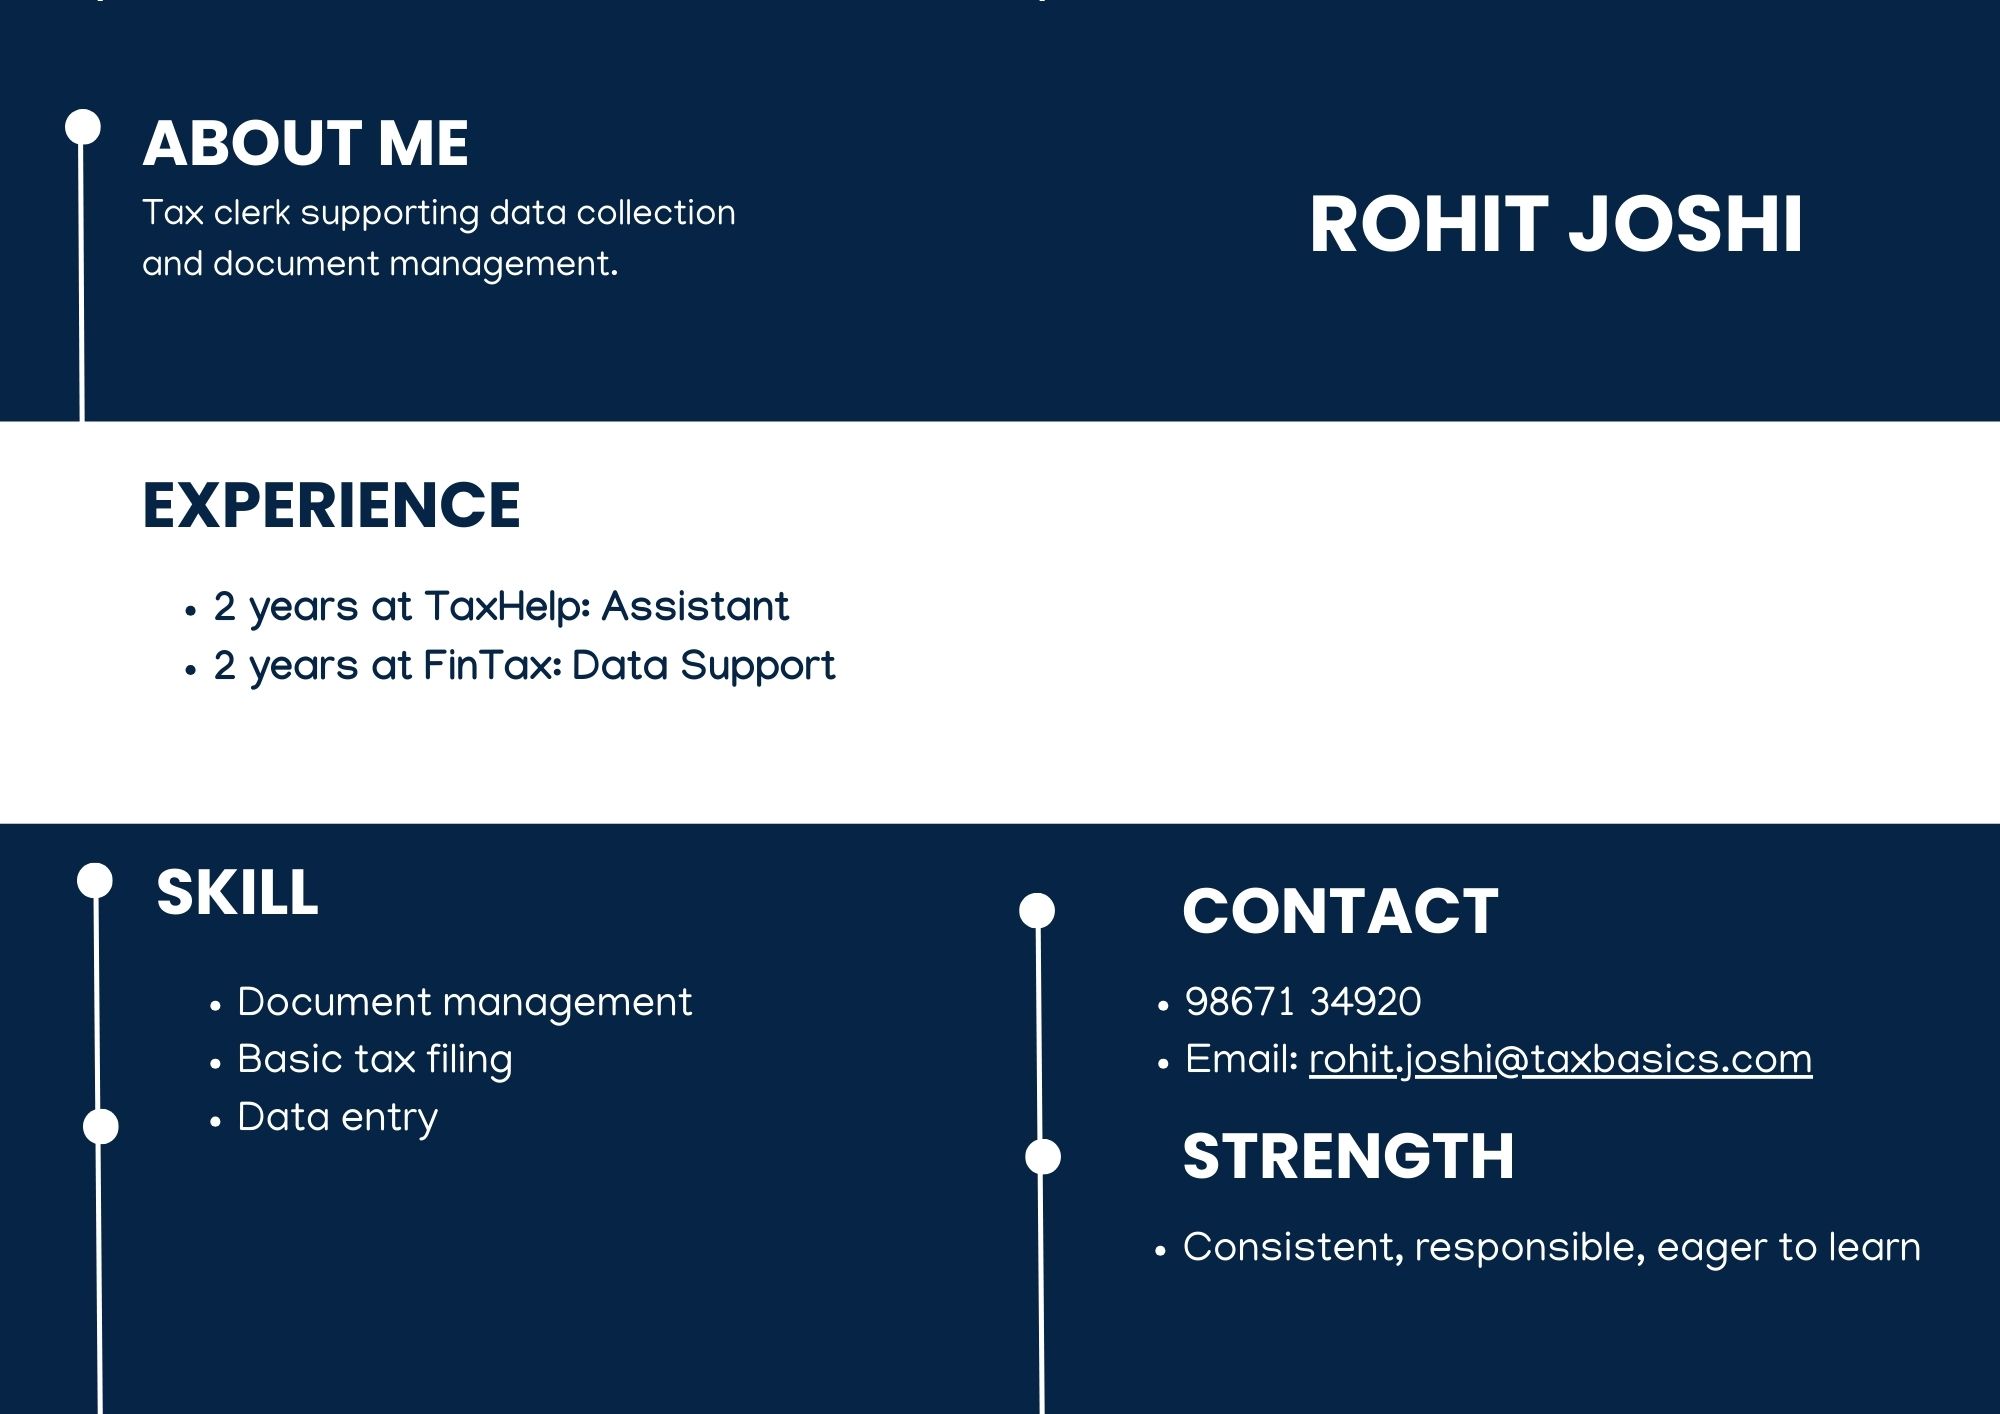 ABOUT ME
Tax clerk supporting data collection
and document management.
ROHIT JOSHI
EXPERIENCE
• 2 years at TaxHelp: Assistant
• 2 years at FinTax: Data Support
SKILL
• Document management
• Basic tax filing
• Data entry
CONTACT
• 98671 34920
• Email: rohit.joshi@taxbasics.com
STRENGTH
• Consistent, responsible, eager to learn